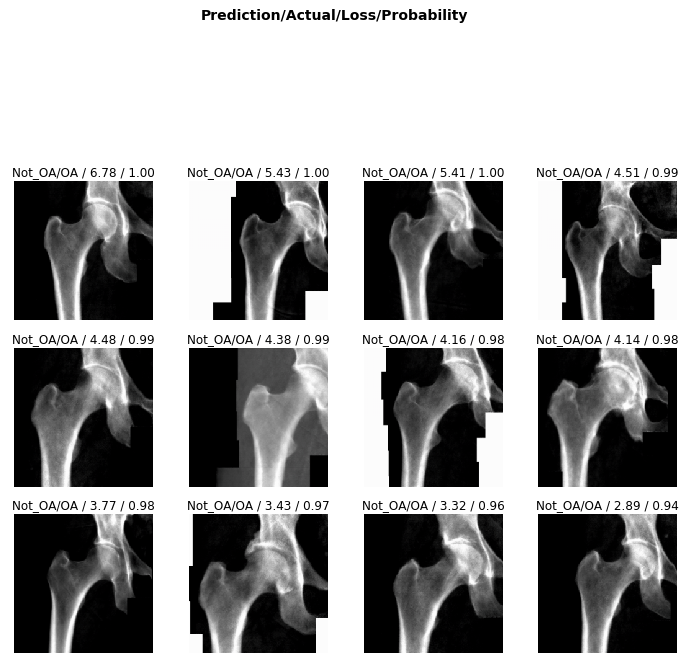 Prediction/Actual/Loss/Probability
Not_OA/OA / 6.78 / 1.00
Not_OA/OA / 5.43 / 1.00
Not_OA/OA / 5.41 / 1.00
Not_OA/OA / 4.51 / 0.99
Not_OA/OA / 4.48 / 0.99
Not_OA/OA / 4.38 / 0.99
Not_OA/OA / 4.16 / 0.98
Not_OA/OA / 4.14 / 0.98
Not_OA/OA / 3.77 / 0.98
Not_OA/OA / 3.43 / 0.97
Not_OA/OA / 3.32 / 0.96
Not_OA/OA / 2.89 / 0.94